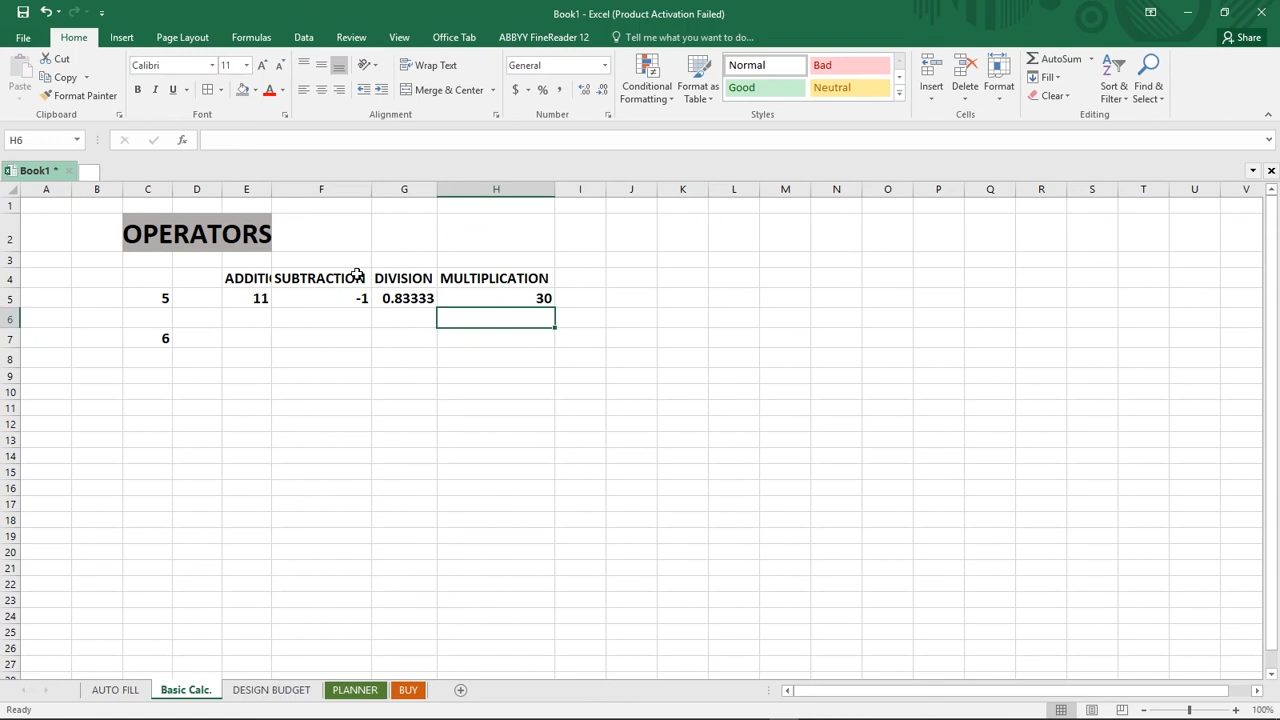 Book1 - Excel (Product Activation Failed)
File Home Insert Page Layout Formulas Data Review View Office Tab ABBYY FineReader 12 Tell me what you want to do... Share
Paste Cut Copy Format Painter Clipboard
Calibri 11 B I U A Font
Wrap Text Merge & Center Alignment
General $ % , Number
Conditional Formatting Format as Table Normal Bad Good Neutral Styles
Insert Delete Format Cells
AutoSum Fill Clear Sort & Filter Find & Select Editing
H6 fx
Book1 *
A B C D E F G H I J K L M N O P Q R S T U V
1
2 OPERATORS
3
4 ADDITI SUBTRACTION DIVISION MULTIPLICATION
5 5 11 -1 0.83333 30
6
7 6
8
9
10
11
12
13
14
15
16
17
18
19
20
21
22
23
24
25
26
27
AUTO FILL Basic Calc. DESIGN BUDGET PLANNER BUY
Ready 100%